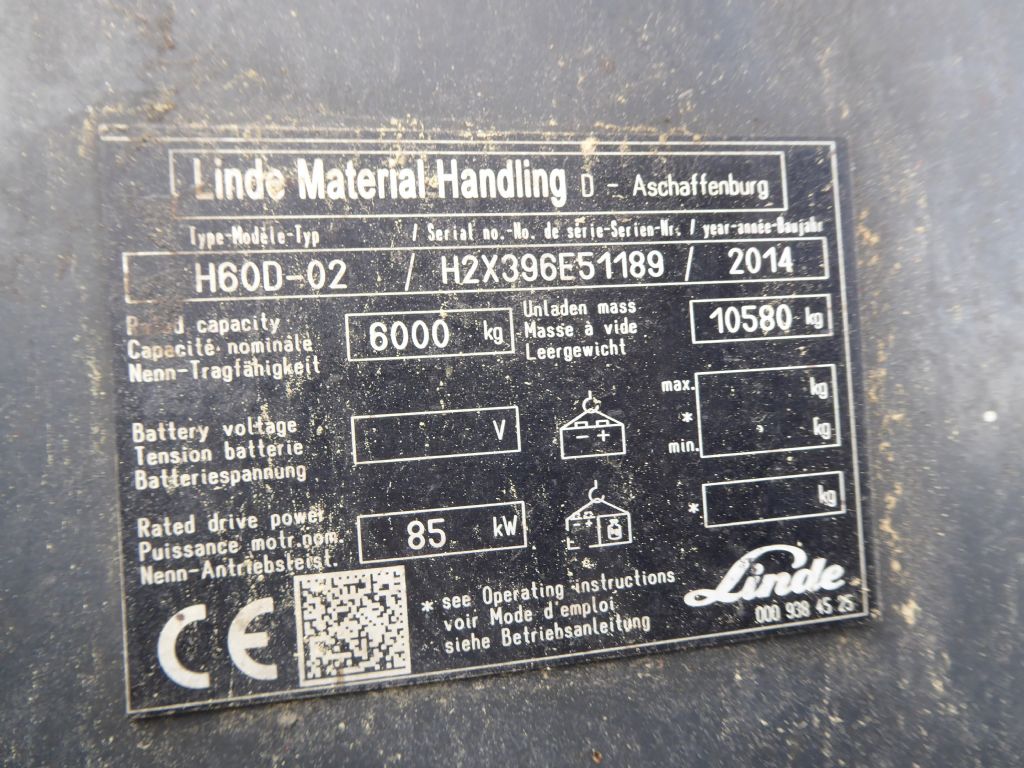 Linde Material Handling D - Aschaffenburg
Type-Modèle-Typ / Serial no.-No. de série-Serien-Nr. / year-année-Baujahr
H60D-02 / H2X396E51189 / 2014
Rated capacity
Capacité nominale
Nenn-Tragfähigkeit
6000 kg
Unladen mass
Masse à vide
Leergewicht
10580 kg
Battery voltage
Tension batterie
Batteriespannung
V
- +
max. kg
*
min. kg
Rated drive power
Puissance motr.nom.
Nenn-Antriebsleist.
85 kW
* kg
CE
* see Operating instructions
voir Mode d'emploi
siehe Betriebsanleitung
Linde
000 938 45 25